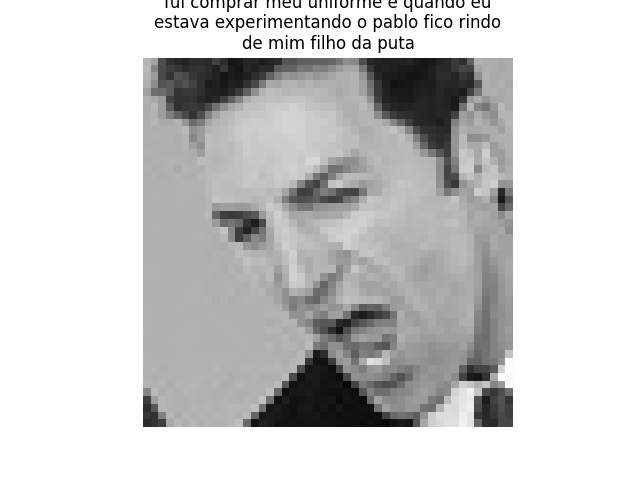 fui comprar meu uniforme e quando eu
estava experimentando o pablo fico rindo
de mim filho da puta